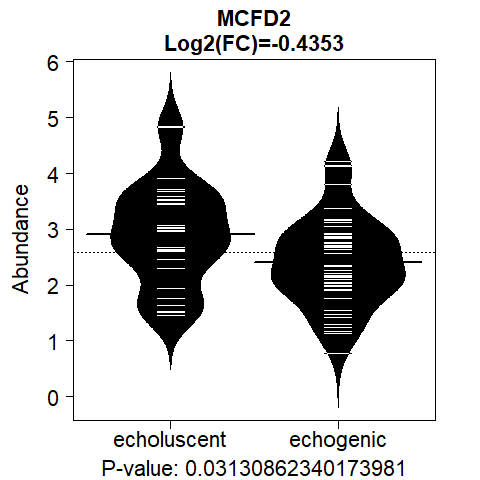 MCFD2
Log2(FC)=-0.4353
6
5
4
3
2
1
0
Abundance
echoluscent echogenic
P-value: 0.03130862340173981